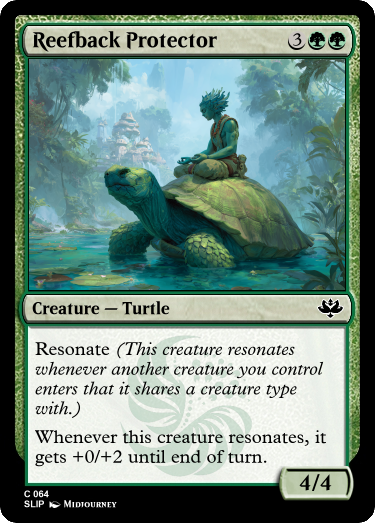 Reefback Protector 3
Creature — Turtle
Resonate (This creature resonates
whenever another creature you control
enters that it shares a creature type
with.)
Whenever this creature resonates, it
gets +0/+2 until end of turn.
4/4
C 064
SLIP Midjourney